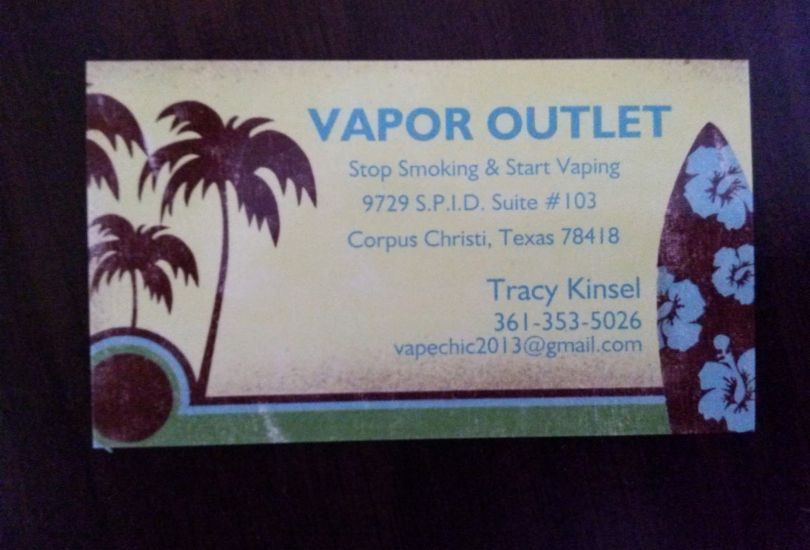 VAPOR OUTLET
Stop Smoking & Start Vaping
9729 S.P.I.D. Suite #103
Corpus Christi, Texas 78418
Tracy Kinsel
361-353-5026
vapechic2013@gmail.com